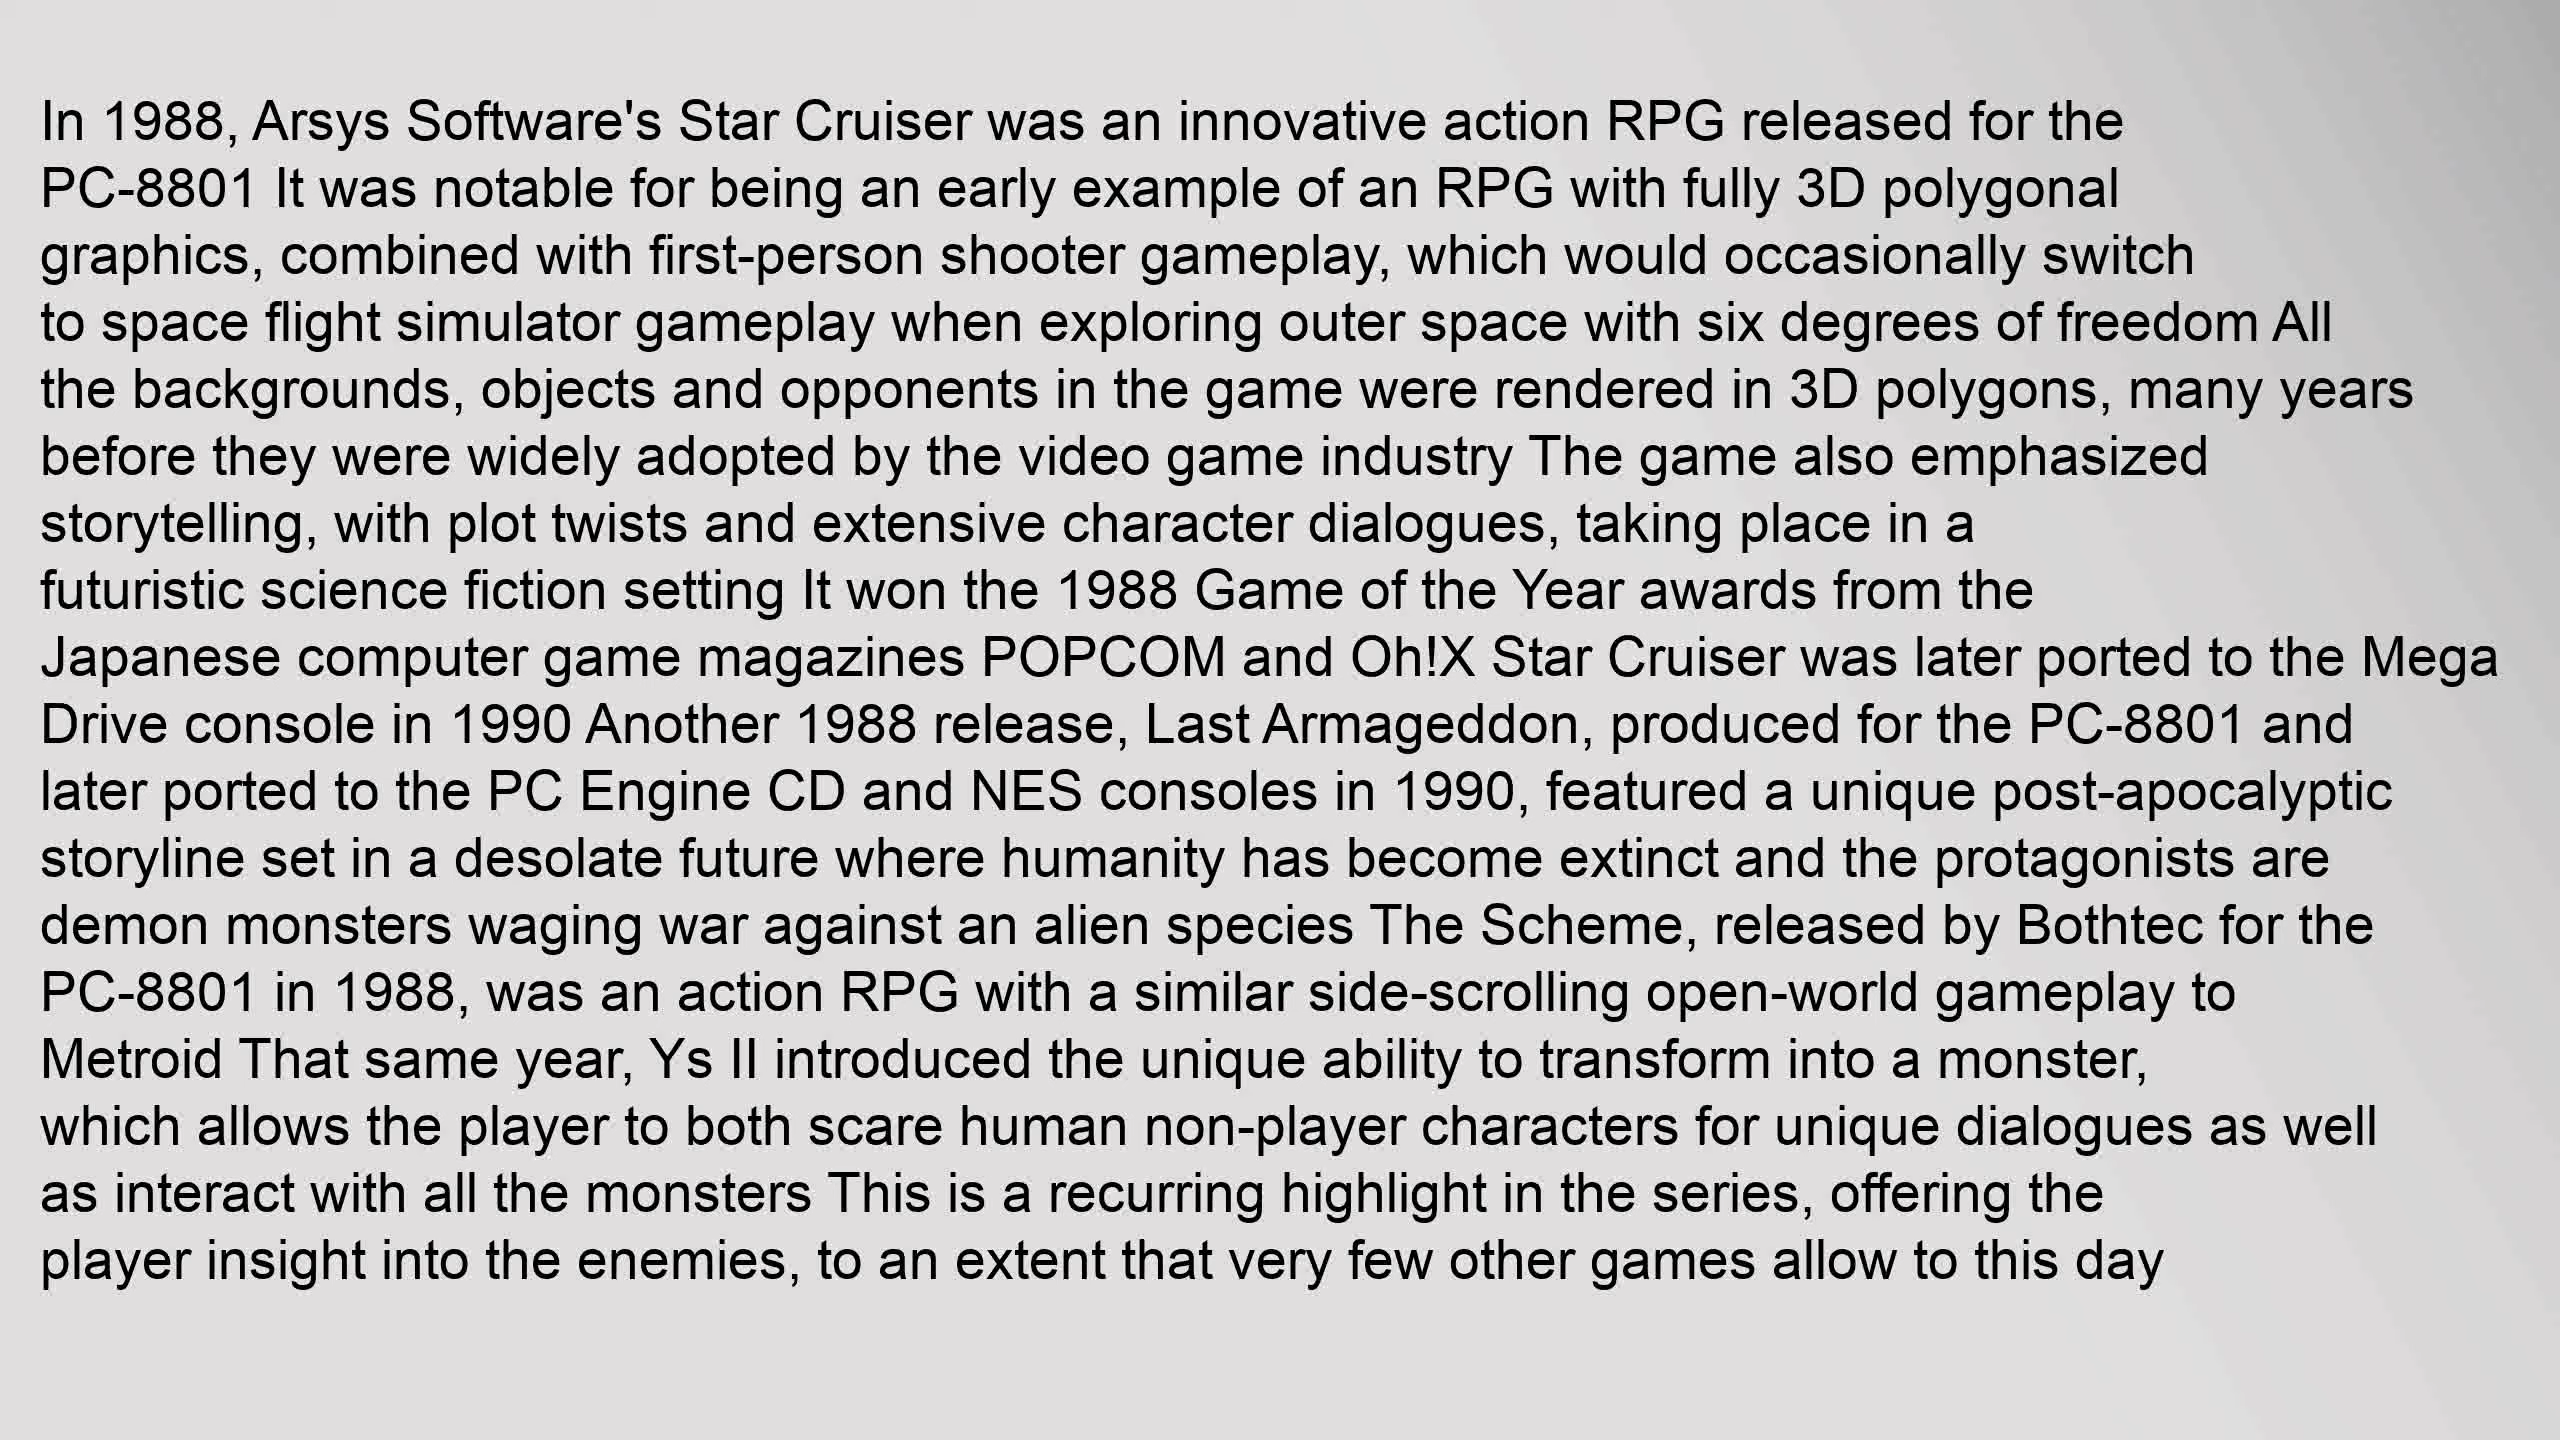 In 1988, Arsys Software's Star Cruiser was an innovative action RPG released for the
PC-8801 It was notable for being an early example of an RPG with fully 3D polygonal
graphics, combined with first-person shooter gameplay, which would occasionally switch
to space flight simulator gameplay when exploring outer space with six degrees of freedom All
the backgrounds, objects and opponents in the game were rendered in 3D polygons, many years
before they were widely adopted by the video game industry The game also emphasized
storytelling, with plot twists and extensive character dialogues, taking place in a
futuristic science fiction setting It won the 1988 Game of the Year awards from the
Japanese computer game magazines POPCOM and Oh!X Star Cruiser was later ported to the Mega
Drive console in 1990 Another 1988 release, Last Armageddon, produced for the PC-8801 and
later ported to the PC Engine CD and NES consoles in 1990, featured a unique post-apocalyptic
storyline set in a desolate future where humanity has become extinct and the protagonists are
demon monsters waging war against an alien species The Scheme, released by Bothtec for the
PC-8801 in 1988, was an action RPG with a similar side-scrolling open-world gameplay to
Metroid That same year, Ys II introduced the unique ability to transform into a monster,
which allows the player to both scare human non-player characters for unique dialogues as well
as interact with all the monsters This is a recurring highlight in the series, offering the
player insight into the enemies, to an extent that very few other games allow to this day